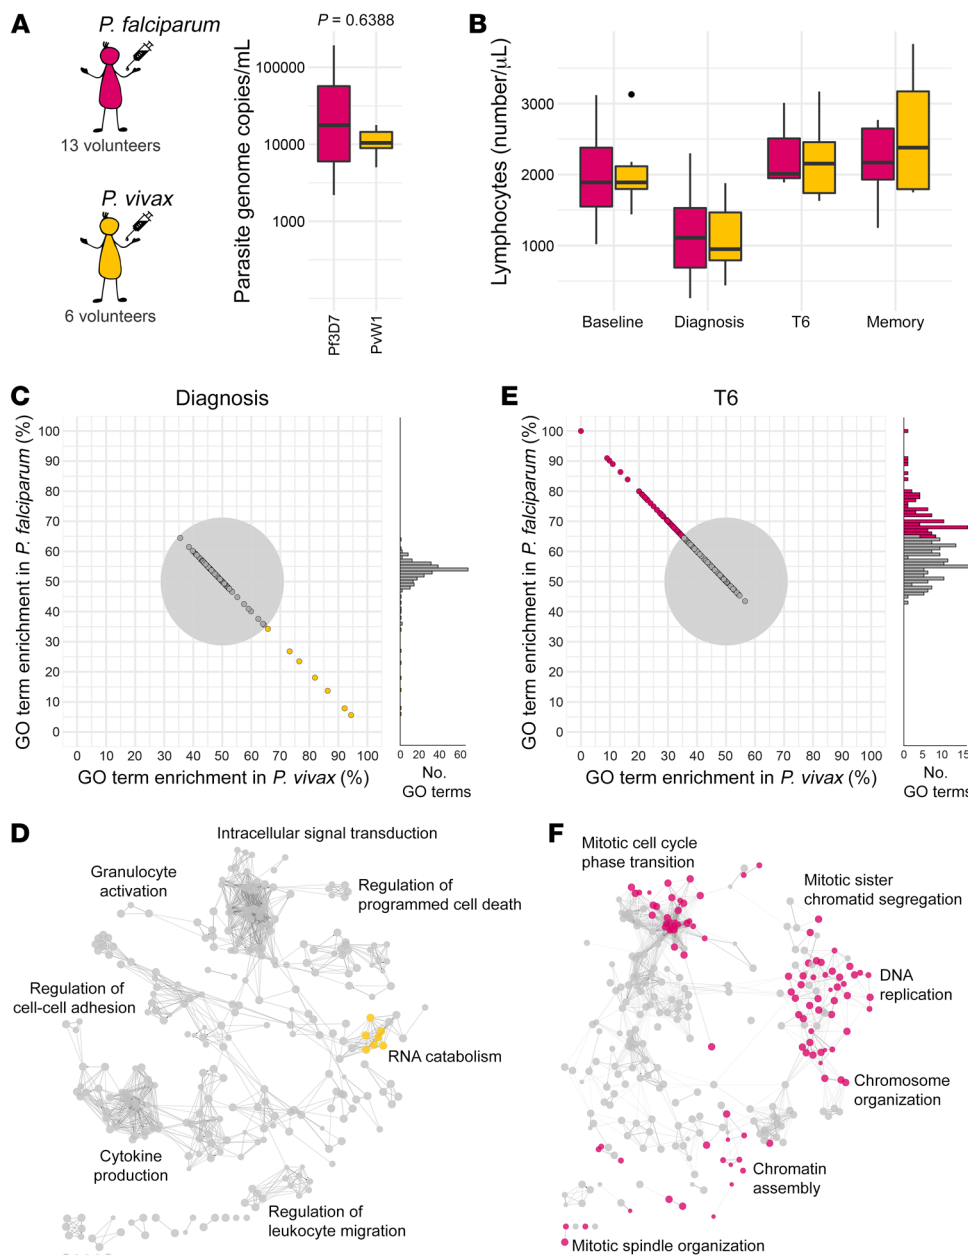 A
P. falciparum
13 volunteers
P. vivax
6 volunteers
P = 0.6388
Parasite genome copies/mL
100000
10000
1000
Pf3D7
PvW1
B
Lymphocytes (number/μL)
3000
2000
1000
Baseline
Diagnosis
T6
Memory
C
Diagnosis
GO term enrichment in P. falciparum (%)
100
90
80
70
60
50
40
30
20
10
0
0 10 20 30 40 50 60 70 80 90 100
GO term enrichment in P. vivax (%)
0 20 40 60
No.
GO terms
E
T6
GO term enrichment in P. falciparum (%)
100
90
80
70
60
50
40
30
20
10
0
0 10 20 30 40 50 60 70 80 90 100
GO term enrichment in P. vivax (%)
0 5 10 15
No.
GO terms
D
Intracellular signal transduction
Granulocyte
activation
Regulation of
programmed cell death
Regulation of
cell-cell adhesion
RNA catabolism
Cytokine
production
Regulation of
leukocyte migration
F
Mitotic cell cycle
phase transition
Mitotic sister
chromatid segregation
DNA
replication
Chromosome
organization
Chromatin
assembly
Mitotic spindle organization